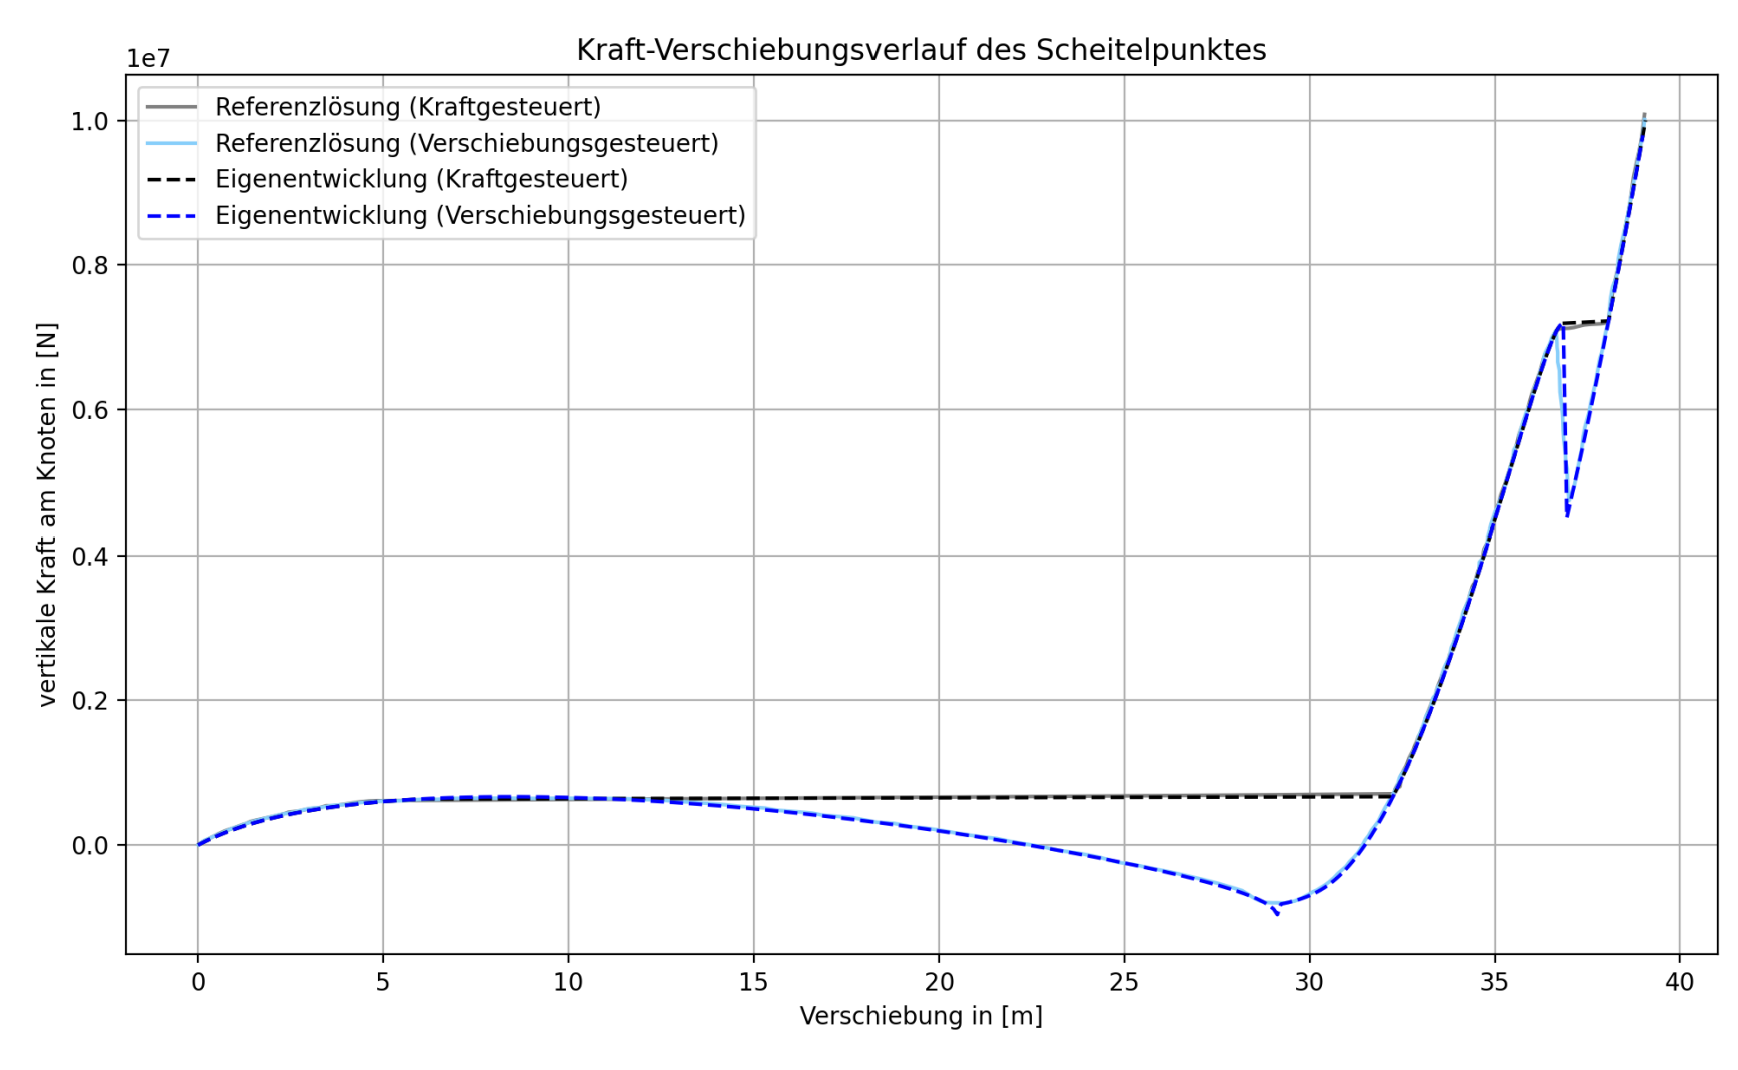 Kraft-Verschiebungsverlauf des Scheitelpunktes
1e7
Referenzlösung (Kraftgesteuert)
Referenzlösung (Verschiebungsgesteuert)
Eigenentwicklung (Kraftgesteuert)
Eigenentwicklung (Verschiebungsgesteuert)
1.0
0.8
0.6
0.4
0.2
0.0
vertikale Kraft am Knoten in [N]
0 5 10 15 20 25 30 35 40
Verschiebung in [m]